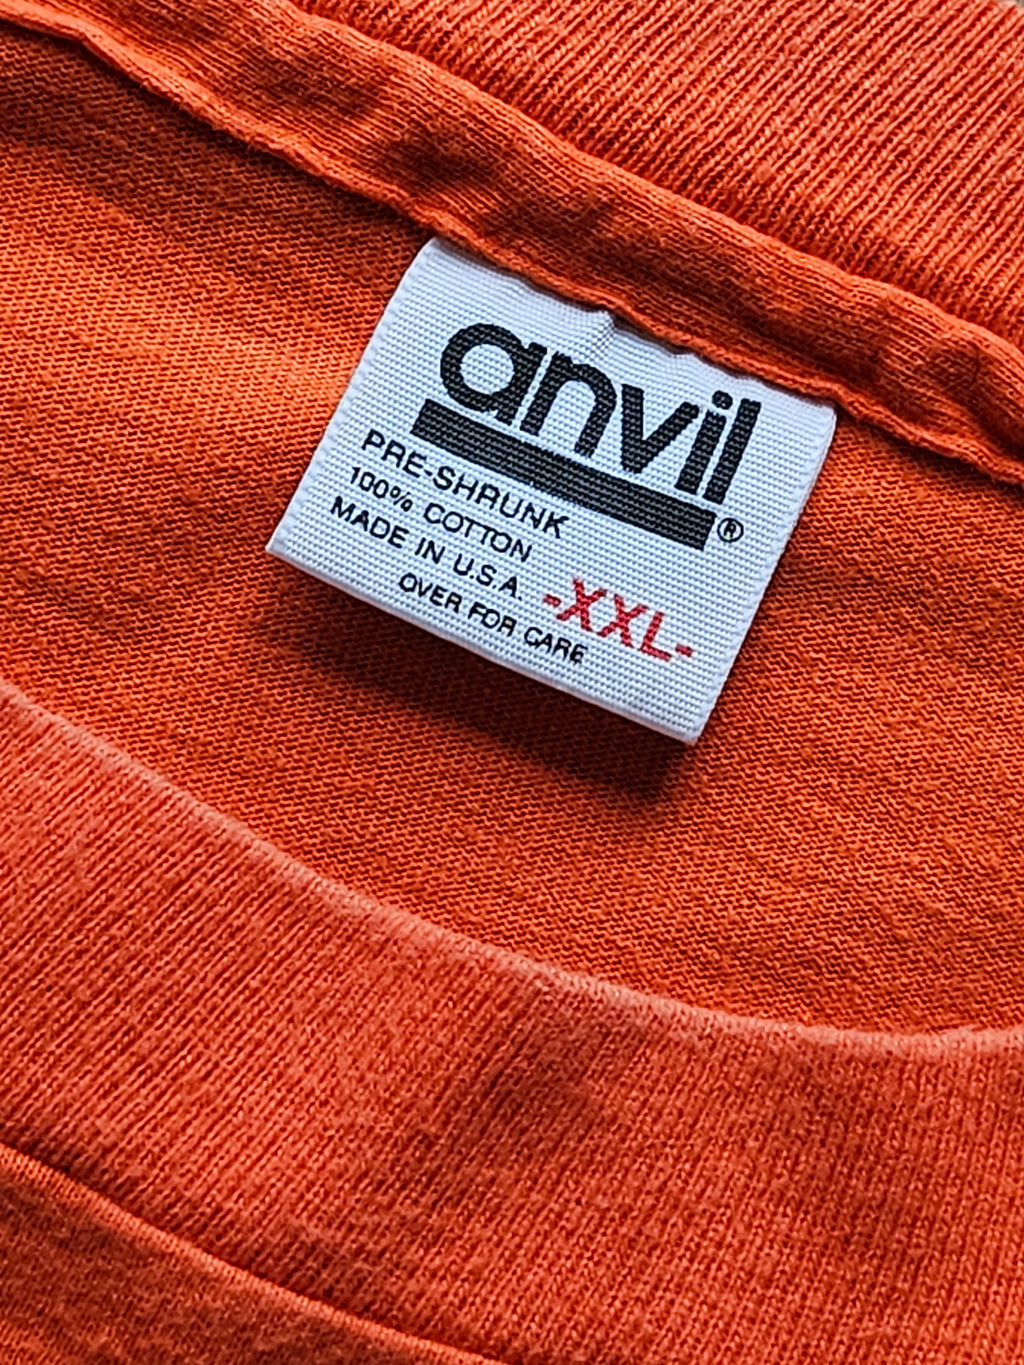 anvil®
PRE-SHRUNK
100% COTTON
MADE IN U.S.A.
OVER FOR CARE
-XXL-